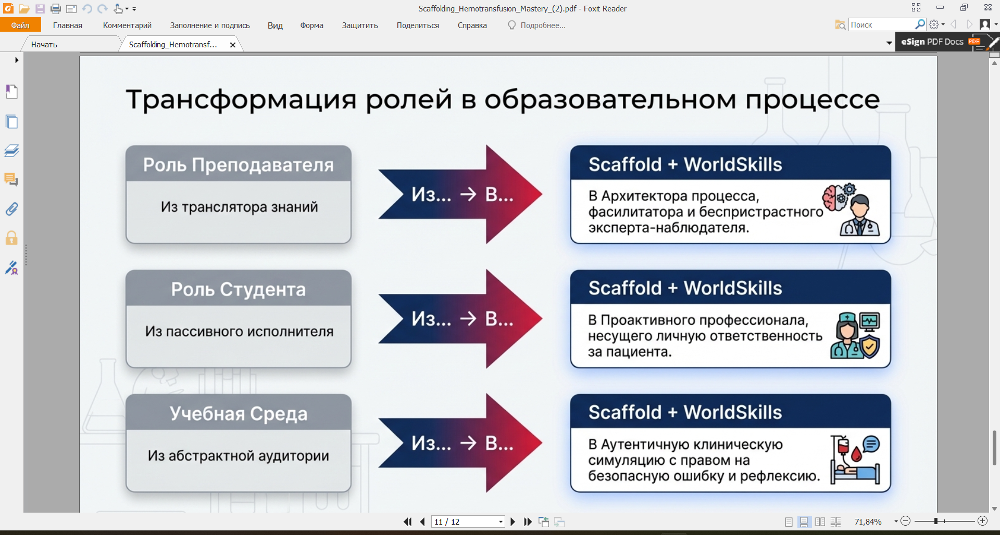 Scaffolding_Hemotransfusion_Mastery_(2).pdf - Foxit Reader
Файл Главная Комментарий Заполнение и подпись Вид Форма Защитить Поделиться Справка Подробнее... Поиск
Начать Scaffolding_Hemotransf... eSign PDF Docs PDF
Трансформация ролей в образовательном процессе
Роль Преподавателя
Из транслятора знаний
Из... → В...
Scaffold + WorldSkills
В Архитектора процесса,
фасилитатора и беспристрастного
эксперта-наблюдателя.
Роль Студента
Из пассивного исполнителя
Из... → В...
Scaffold + WorldSkills
В Проактивного профессионала,
несущего личную ответственность
за пациента.
Учебная Среда
Из абстрактной аудитории
Из... → В...
Scaffold + WorldSkills
В Аутентичную клиническую
симуляцию с правом на
безопасную ошибку и рефлексию.
11 / 12 71,84%